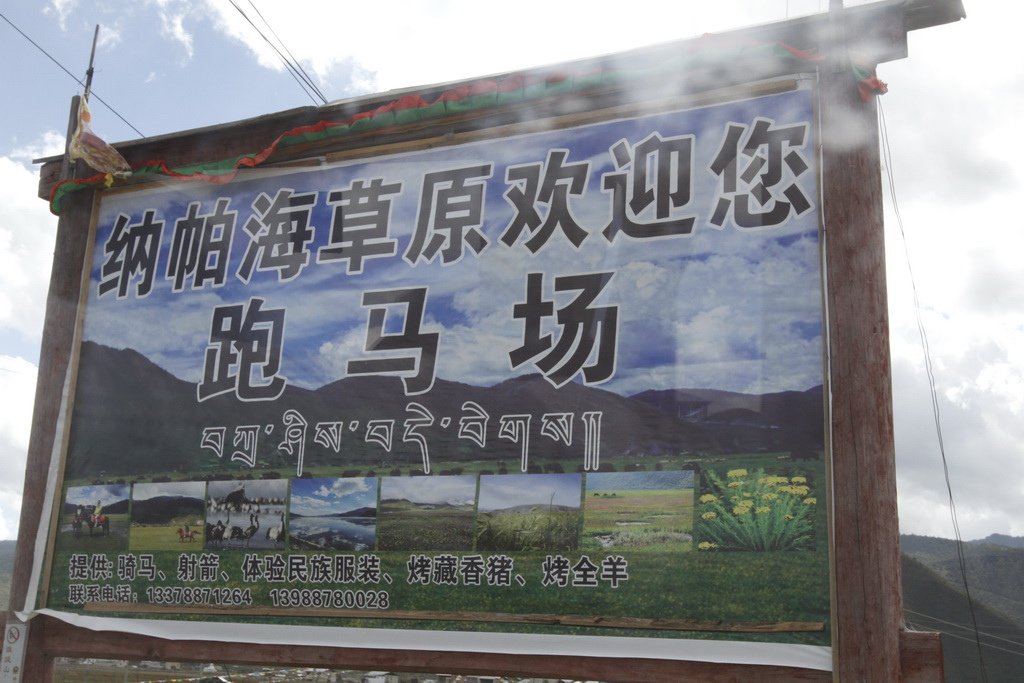 纳帕海草原欢迎您
跑马场
བཀྲ་ཤིས་བདེ་བེགས༎
提供:骑马、射箭、体验民族服装、烤藏香猪、烤全羊
联系电话：13378871264 13988780028